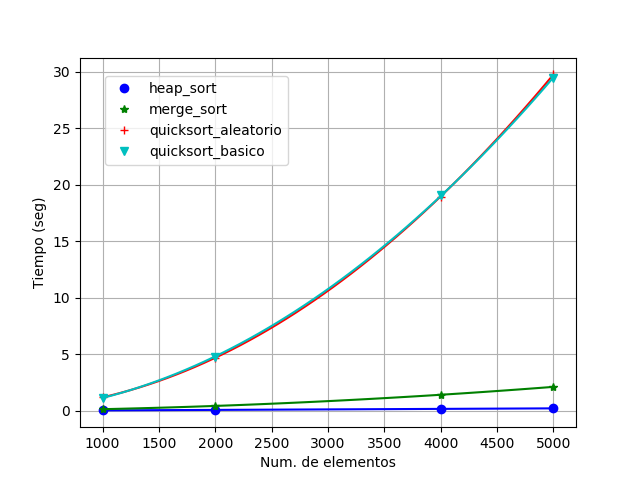 30
25
20
15
10
5
0
Tiempo (seg)
heap_sort
merge_sort
quicksort_aleatorio
quicksort_basico
1000 1500 2000 2500 3000 3500 4000 4500 5000
Num. de elementos